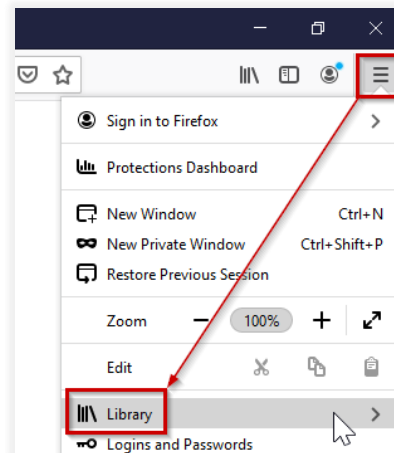 Sign in to Firefox
Protections Dashboard
New Window Ctrl+N
New Private Window Ctrl+Shift+P
Restore Previous Session
Zoom 100%
Edit
Library
Logins and Passwords